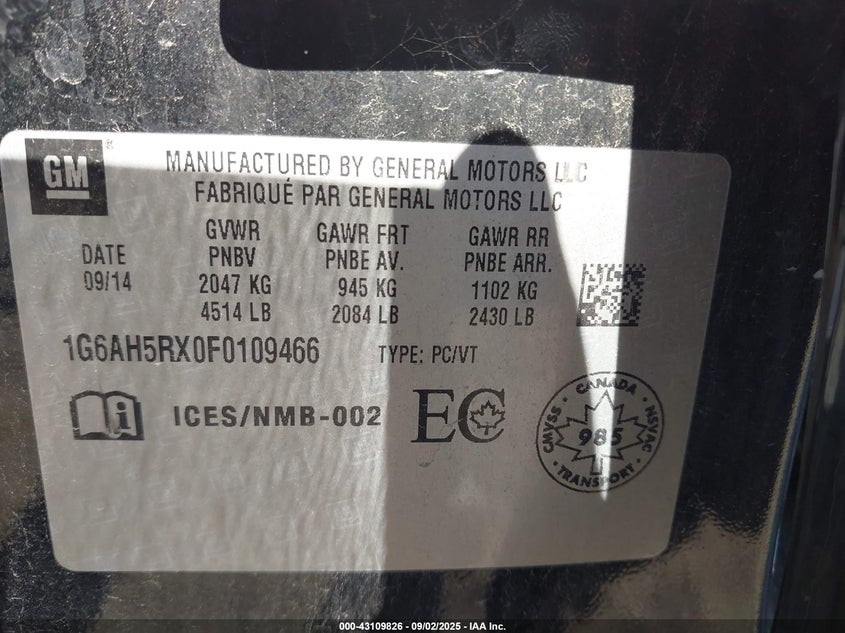 GM ®
MANUFACTURED BY GENERAL MOTORS LLC
FABRIQUÉ PAR GENERAL MOTORS LLC
GVWR GAWR FRT GAWR RR
DATE PNBV PNBE AV. PNBE ARR.
09/14 2047 KG 945 KG 1102 KG
4514 LB 2084 LB 2430 LB
1G6AH5RX0F0109466 TYPE: PC/VT
i ICES/NMB-002 EC
CANADA
CMVSS 985 NSVAC
TRANSPORT
000-43109826 - 09/02/2025 - IAA Inc.